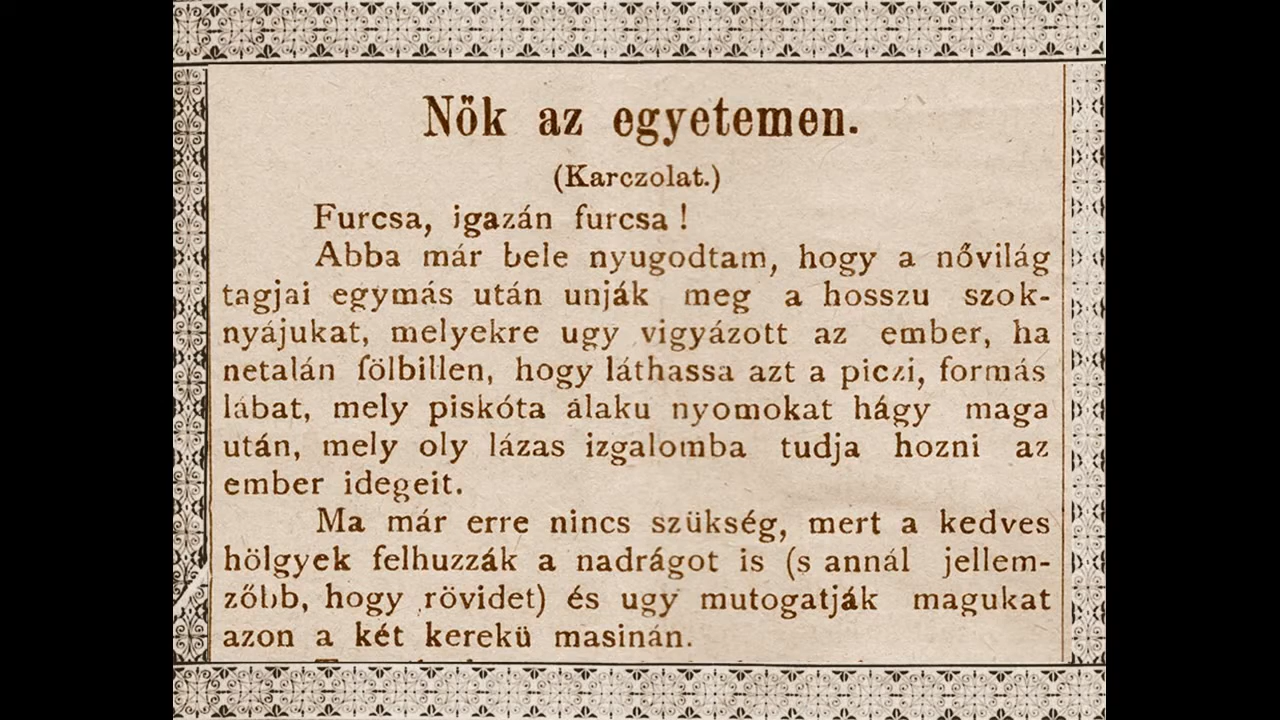 Nők az egyetemen.
(Karczolat.)
Furcsa, igazán furcsa !
Abba már bele nyugodtam, hogy a nővilág
tagjai egymás után unják meg a hosszu szok-
nyájukat, melyekre ugy vigyázott az ember, ha
netalán fölbillen, hogy láthassa azt a piczi, formás
lábat, mely piskóta álaku nyomokat hágy maga
után, mely oly lázas izgalomba tudja hozni az
ember idegeit.
Ma már erre nincs szükség, mert a kedves
hölgyek felhuzzák a nadrágot is (s annál jellem-
zőbb, hogy rövidet) és ugy mutogatják magukat
azon a két kerekü masinán.